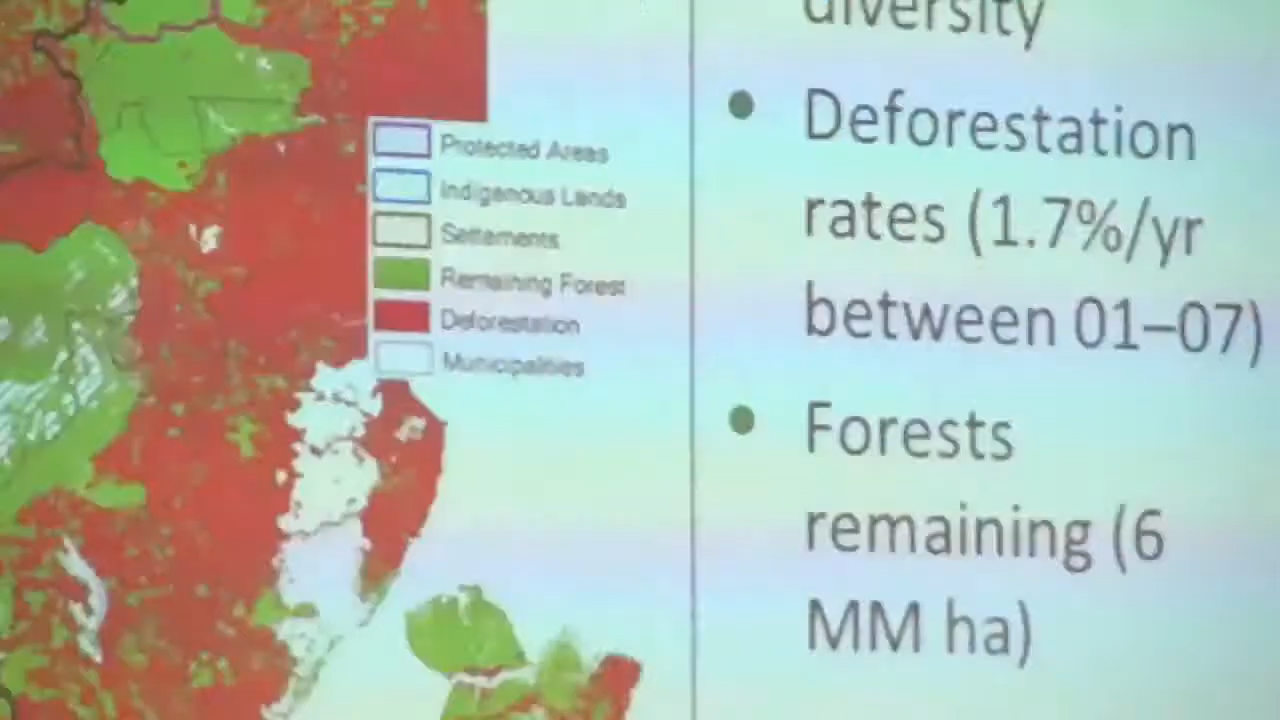 Protected Areas
Indigenous Lands
Settlements
Remaining Forest
Deforestation
Municipalities
diversity
• Deforestation
rates (1.7%/yr
between 01–07)
• Forests
remaining (6
MM ha)